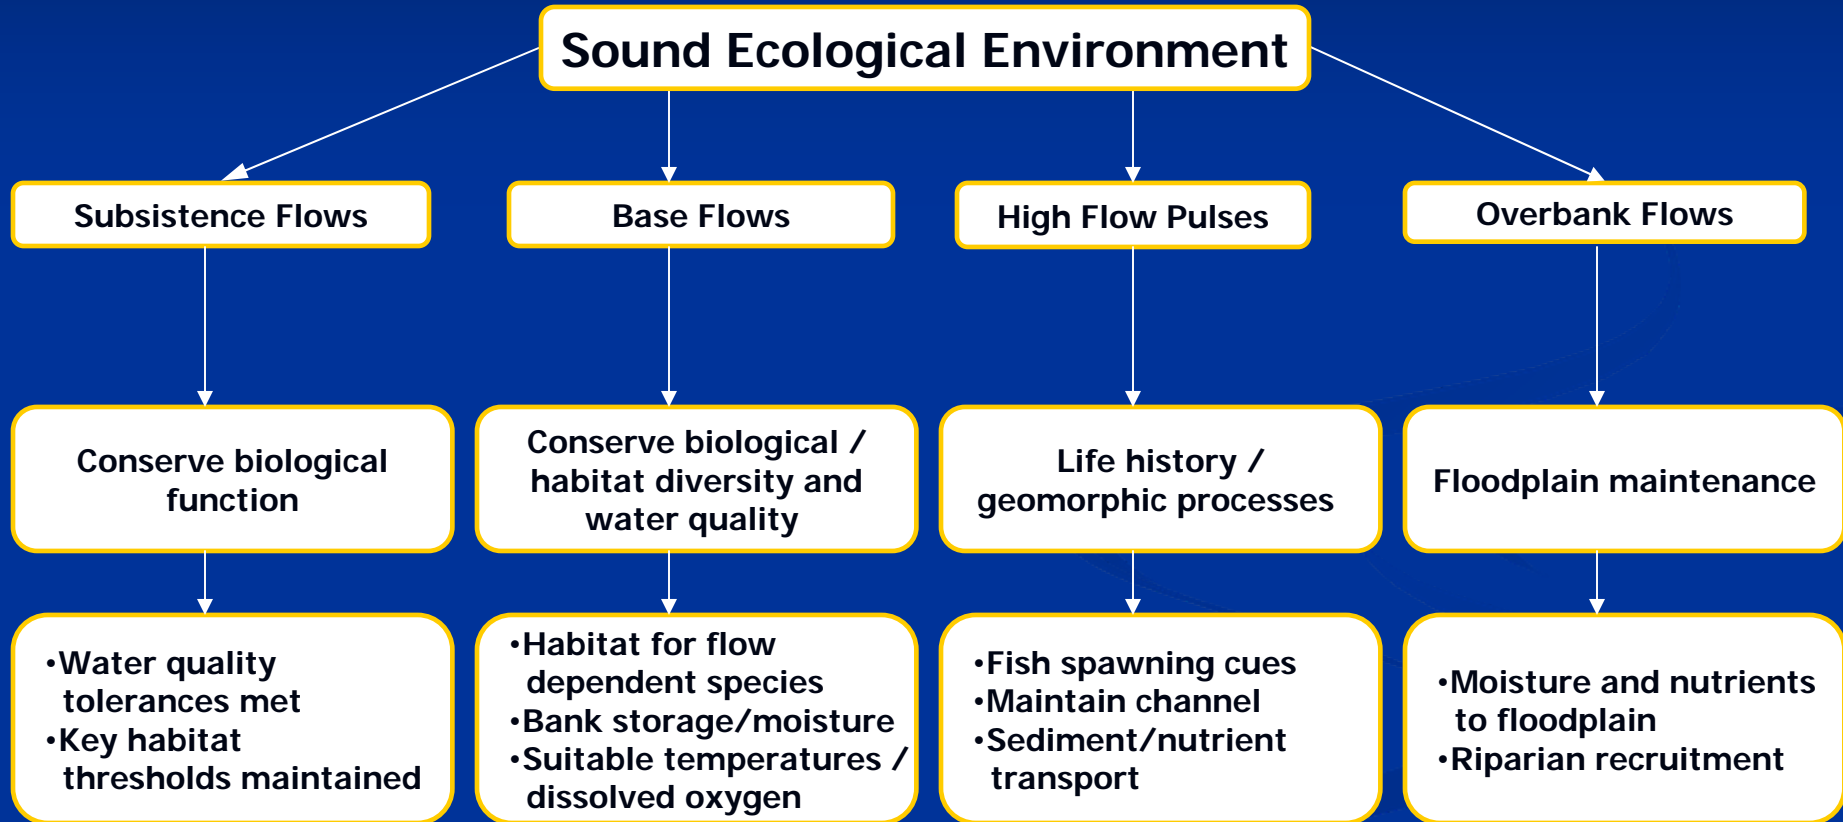 Sound Ecological Environment
Subsistence Flows
Base Flows
High Flow Pulses
Overbank Flows
Conserve biological
function
Conserve biological /
habitat diversity and
water quality
Life history /
geomorphic processes
Floodplain maintenance
•Water quality
tolerances met
•Key habitat
thresholds maintained
•Habitat for flow
dependent species
•Bank storage/moisture
•Suitable temperatures /
dissolved oxygen
•Fish spawning cues
•Maintain channel
•Sediment/nutrient
transport
•Moisture and nutrients
to floodplain
•Riparian recruitment